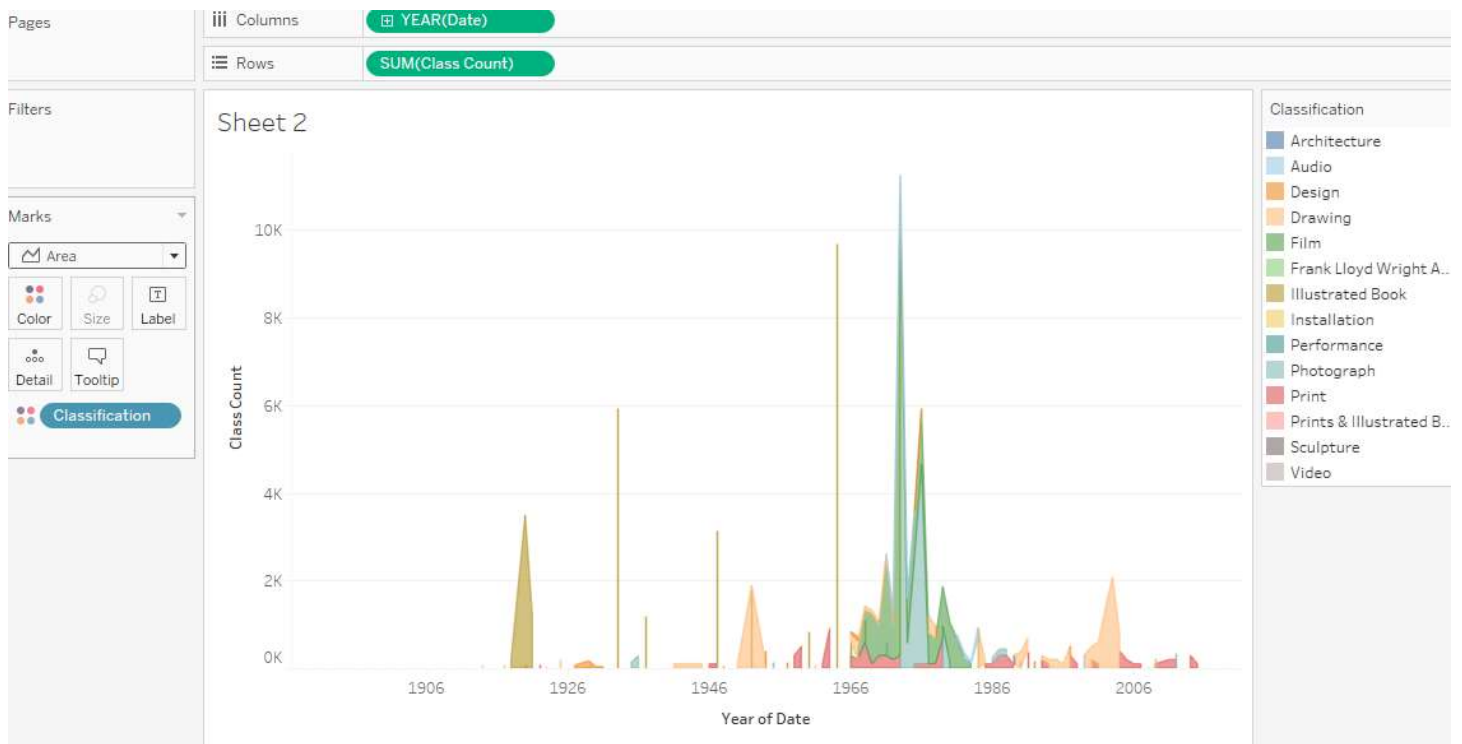 Pages
Columns
YEAR(Date)
Rows
SUM(Class Count)
Filters
Marks
Area
Color
Size
Label
Detail
Tooltip
Classification
Sheet 2
10K
8K
6K
4K
2K
0K
Class Count
1906
1926
1946
1966
1986
2006
Year of Date
Classification
Architecture
Audio
Design
Drawing
Film
Frank Lloyd Wright A..
Illustrated Book
Installation
Performance
Photograph
Print
Prints & Illustrated B..
Sculpture
Video